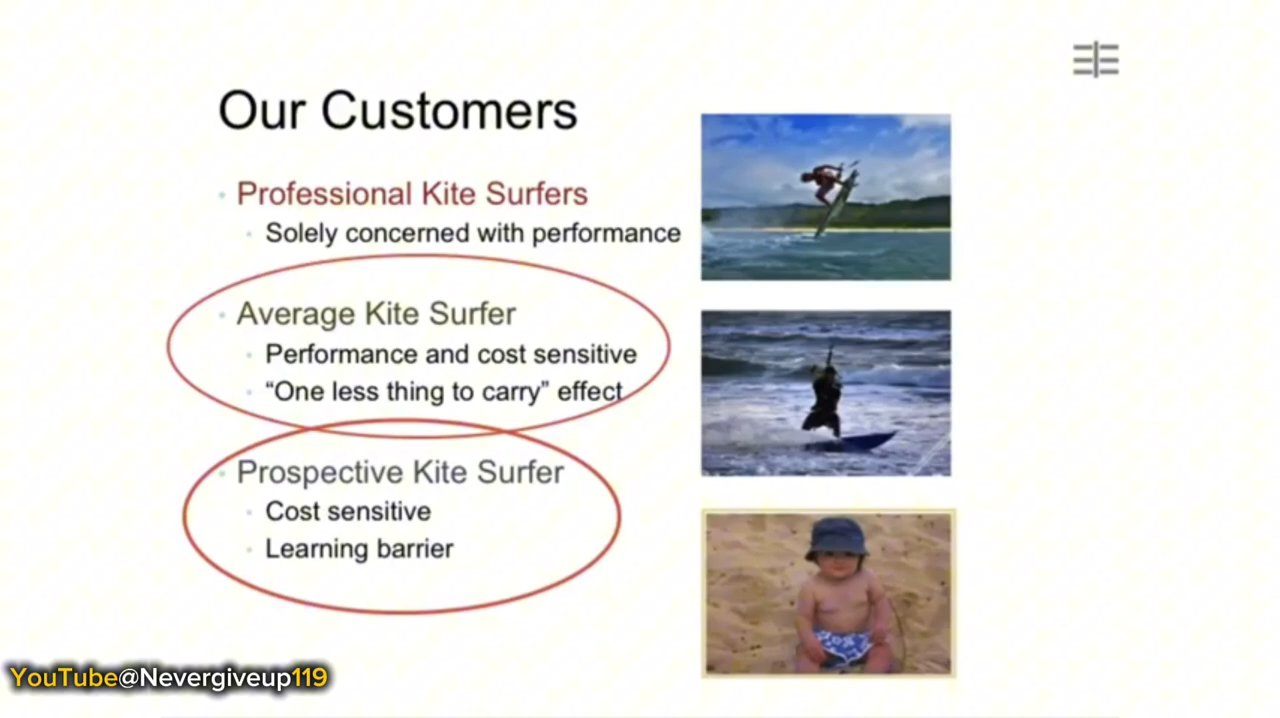 Our Customers
Professional Kite Surfers
Solely concerned with performance
Average Kite Surfer
Performance and cost sensitive
“One less thing to carry” effect
Prospective Kite Surfer
Cost sensitive
Learning barrier
YouTube@Nevergiveup119